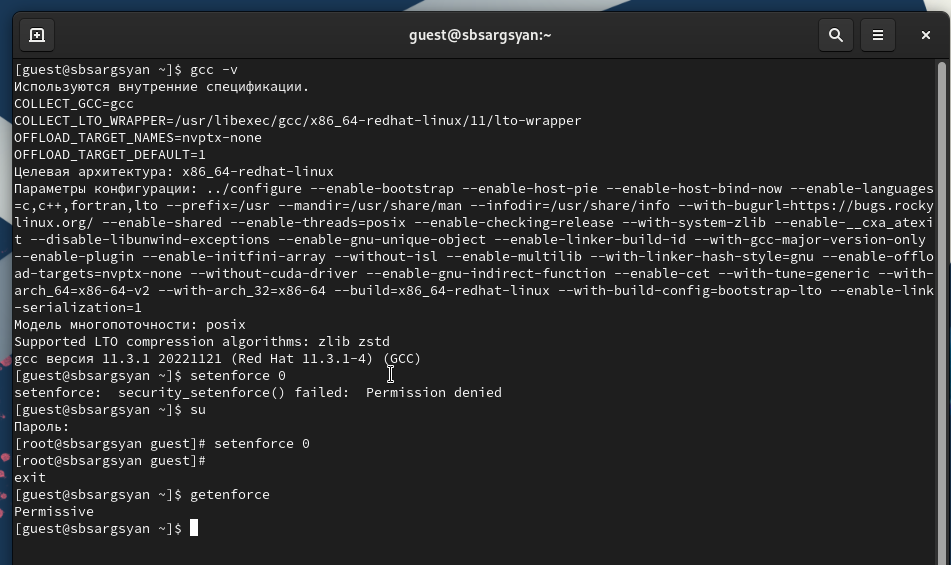 guest@sbsargsyan:~
[guest@sbsargsyan ~]$ gcc -v
Используются внутренние спецификации.
COLLECT_GCC=gcc
COLLECT_LTO_WRAPPER=/usr/libexec/gcc/x86_64-redhat-linux/11/lto-wrapper
OFFLOAD_TARGET_NAMES=nvptx-none
OFFLOAD_TARGET_DEFAULT=1
Целевая архитектура: x86_64-redhat-linux
Параметры конфигурации: ../configure --enable-bootstrap --enable-host-pie --enable-host-bind-now --enable-languages
=c,c++,fortran,lto --prefix=/usr --mandir=/usr/share/man --infodir=/usr/share/info --with-bugurl=https://bugs.rocky
linux.org/ --enable-shared --enable-threads=posix --enable-checking=release --with-system-zlib --enable-__cxa_atexi
t --disable-libunwind-exceptions --enable-gnu-unique-object --enable-linker-build-id --with-gcc-major-version-only
--enable-plugin --enable-initfini-array --without-isl --enable-multilib --with-linker-hash-style=gnu --enable-offlo
ad-targets=nvptx-none --without-cuda-driver --enable-gnu-indirect-function --enable-cet --with-tune=generic --with-
arch_64=x86-64-v2 --with-arch_32=x86-64 --build=x86_64-redhat-linux --with-build-config=bootstrap-lto --enable-link
-serialization=1
Модель многопоточности: posix
Supported LTO compression algorithms: zlib zstd
gcc версия 11.3.1 20221121 (Red Hat 11.3.1-4) (GCC)
[guest@sbsargsyan ~]$ setenforce 0
setenforce:  security_setenforce() failed:  Permission denied
[guest@sbsargsyan ~]$ su
Пароль:
[root@sbsargsyan guest]# setenforce 0
[root@sbsargsyan guest]#
exit
[guest@sbsargsyan ~]$ getenforce
Permissive
[guest@sbsargsyan ~]$